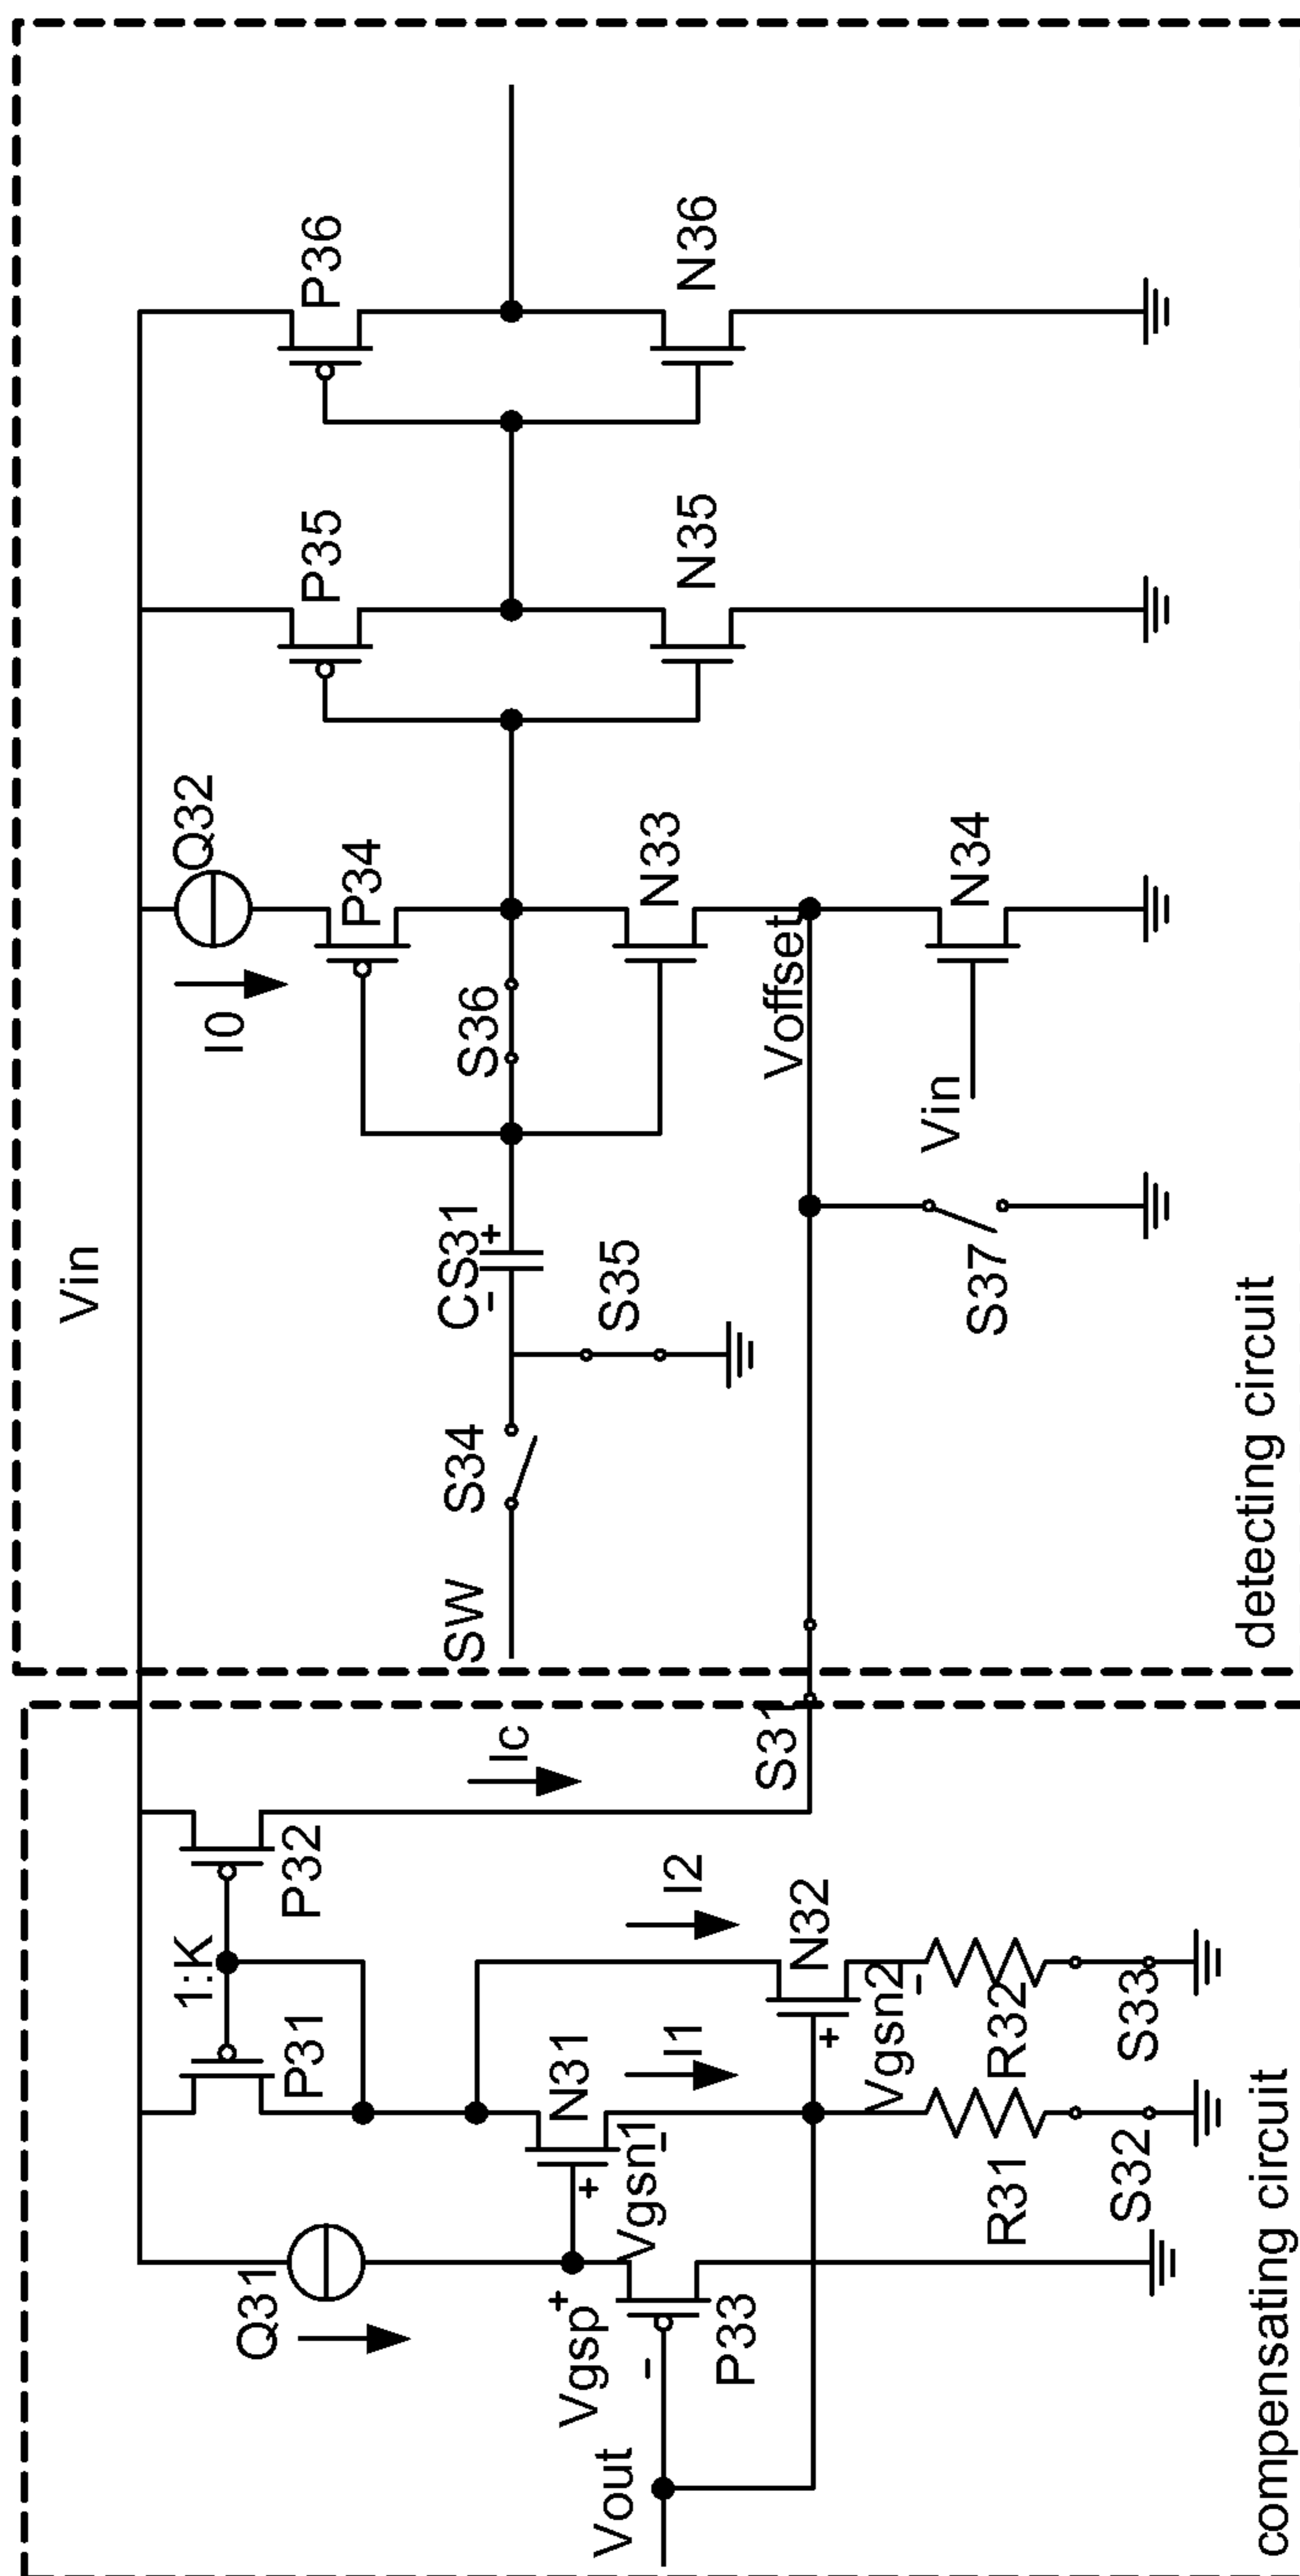 Vin
Q31
P31
1:K
P32
Ic
Vout
Vgsp
+
-
P33
Vgsn1
+
-
N31
I1
I2
N32
Vgsn2
+
-
R31
R32
S32
S33
S31
compensating circuit
SW
S34
S35
CS31
-
+
S36
I0
Q32
P34
N33
Voffset
Vin
N34
S37
P35
N35
P36
N36
detecting circuit